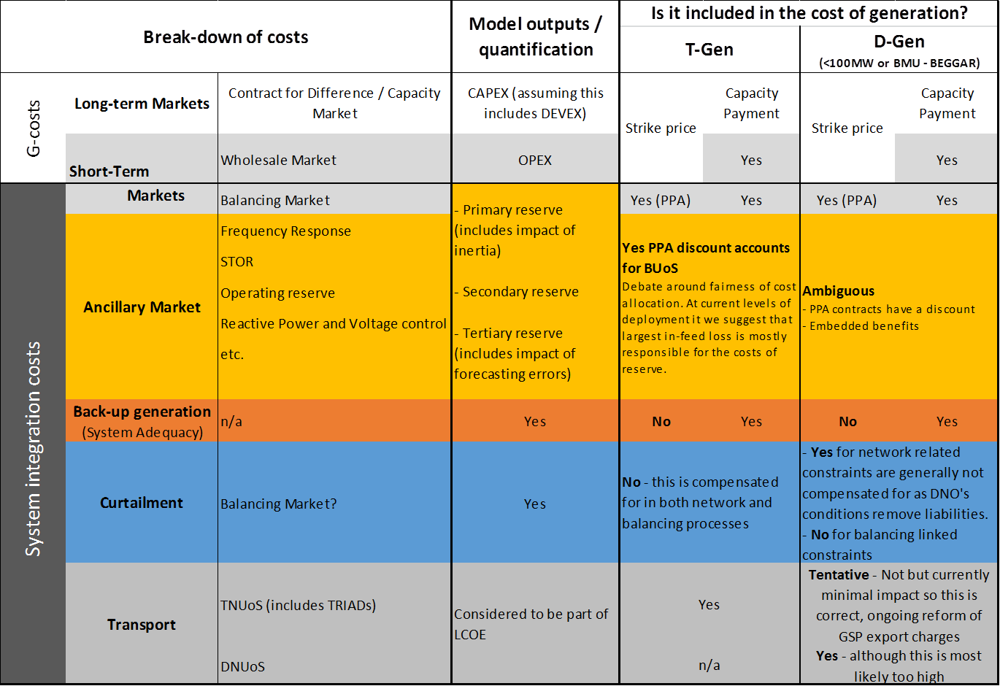 Break-down of costs
Model outputs /
quantification
Is it included in the cost of generation?
T-Gen
D-Gen
(<100MW or BMU - BEGGAR)
G-costs
Long-term Markets
Contract for Difference / Capacity
Market
CAPEX (assuming this
includes DEVEX)
Strike price
Capacity
Payment
Strike price
Capacity
Payment
Short-Term
Markets
Wholesale Market
OPEX
Yes
Yes
System integration costs
Balancing Market
Yes (PPA)
Yes
Yes (PPA)
Yes
Ancillary Market
Frequency Response
STOR
Operating reserve
Reactive Power and Voltage control
etc.
- Primary reserve
(includes impact of
inertia)
- Secondary reserve
- Tertiary reserve
(includes impact of
forecasting errors)
Yes PPA discount accounts
for BUoS
Debate around fairness of cost
allocation. At current levels of
deployment it we suggest that
largest in-feed loss is mostly
responsible for the costs of
reserve.
Ambiguous
- PPA contracts have a discount
- Embedded benefits
Back-up generation
(System Adequacy)
n/a
Yes
No
Yes
No
Yes
Curtailment
Balancing Market?
Yes
No - this is compensated
for in both network and
balancing processes
- Yes for network related
constraints are generally not
compensated for as DNO's
conditions remove liabilities.
- No for balancing linked
constraints
Transport
TNUoS (includes TRIADs)
DNUoS
Considered to be part of
LCOE
Yes
n/a
Tentative - Not but currently
minimal impact so this is
correct, ongoing reform of
GSP export charges
Yes - although this is most
likely too high